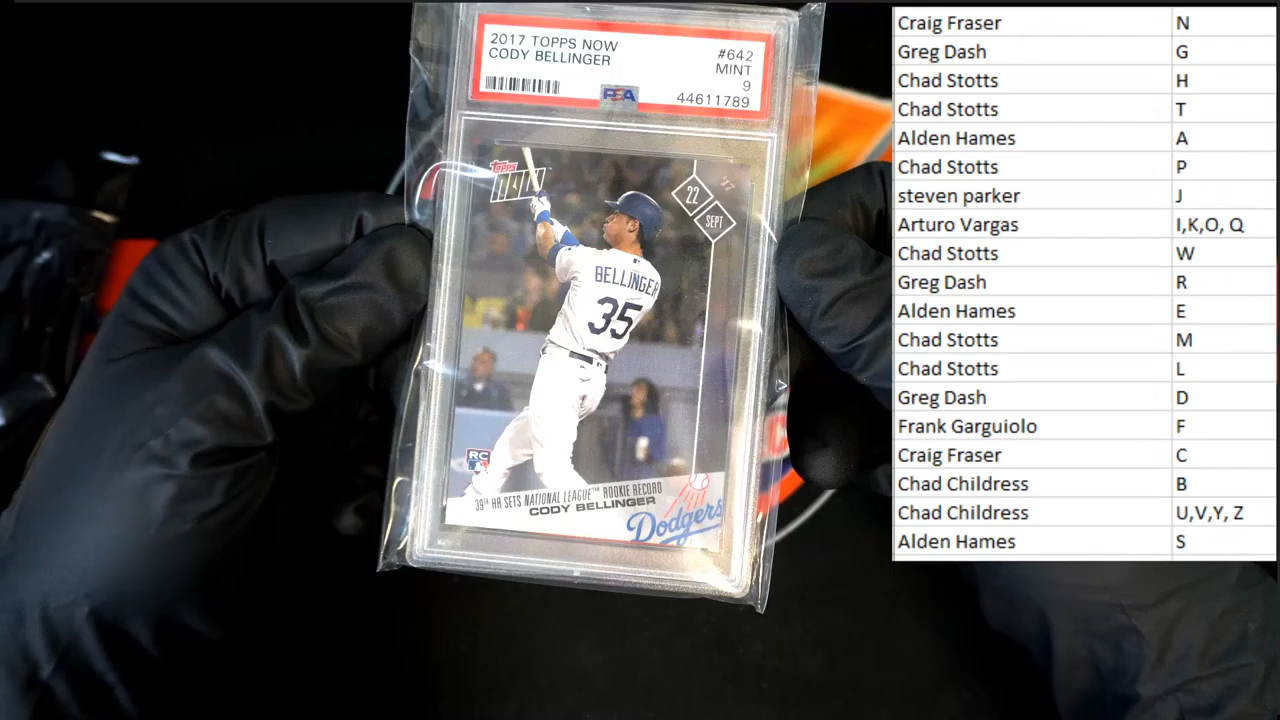 2017 TOPPS NOW
CODY BELLINGER
#642
MINT
9
44611789
PSA
TOPPS
NOW
'17
22
SEPT
BELLINGER
35
RC
39TH HR SETS NATIONAL LEAGUE™ ROOKIE RECORD
CODY BELLINGER
Dodgers
Craig Fraser N
Greg Dash G
Chad Stotts H
Chad Stotts T
Alden Hames A
Chad Stotts P
steven parker J
Arturo Vargas I,K,O, Q
Chad Stotts W
Greg Dash R
Alden Hames E
Chad Stotts M
Chad Stotts L
Greg Dash D
Frank Garguiolo F
Craig Fraser C
Chad Childress B
Chad Childress U,V,Y, Z
Alden Hames S